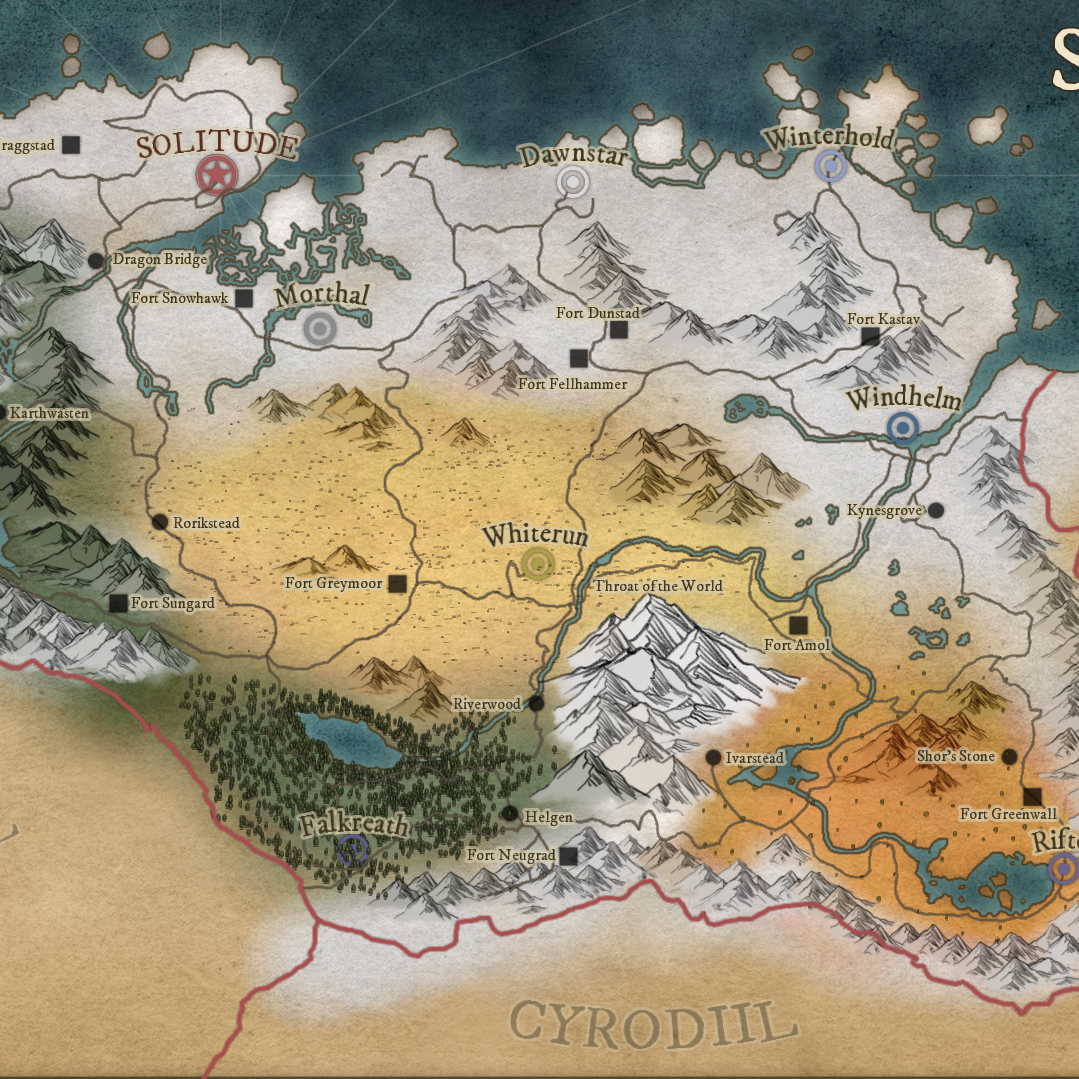 S
SOLITUDE
raggstad
Dawnstar
Winterhold
Dragon Bridge
Fort Snowhawk
Morthal
Fort Dunstad
Fort Kastav
Fort Fellhammer
Windhelm
Karthwasten
Kynesgrove
Rorikstead
Whiterun
Fort Greymoor
Throat of the World
Fort Sungard
Fort Amol
Riverwood
Ivarstead
Shor's Stone
Helgen
Fort Greenwall
Falkreath
Rifte
Fort Neugrad
CYRODIIL